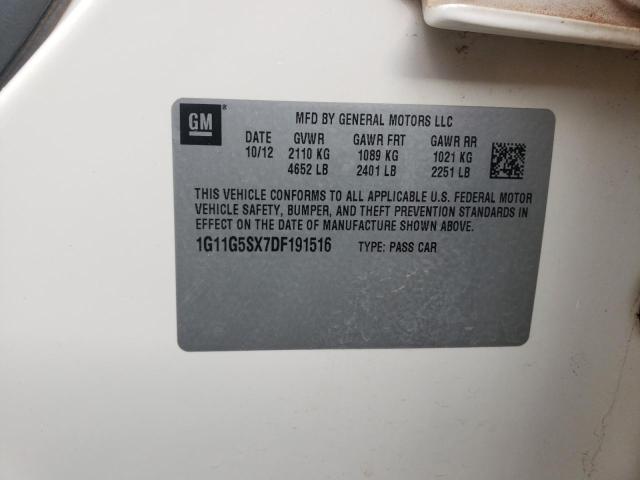 GM® MFD BY GENERAL MOTORS LLC
DATE GVWR GAWR FRT GAWR RR
10/12 2110 KG 1089 KG 1021 KG
4652 LB 2401 LB 2251 LB
THIS VEHICLE CONFORMS TO ALL APPLICABLE U.S. FEDERAL MOTOR
VEHICLE SAFETY, BUMPER, AND THEFT PREVENTION STANDARDS IN
EFFECT ON THE DATE OF MANUFACTURE SHOWN ABOVE.
1G11G5SX7DF191516 TYPE: PASS CAR